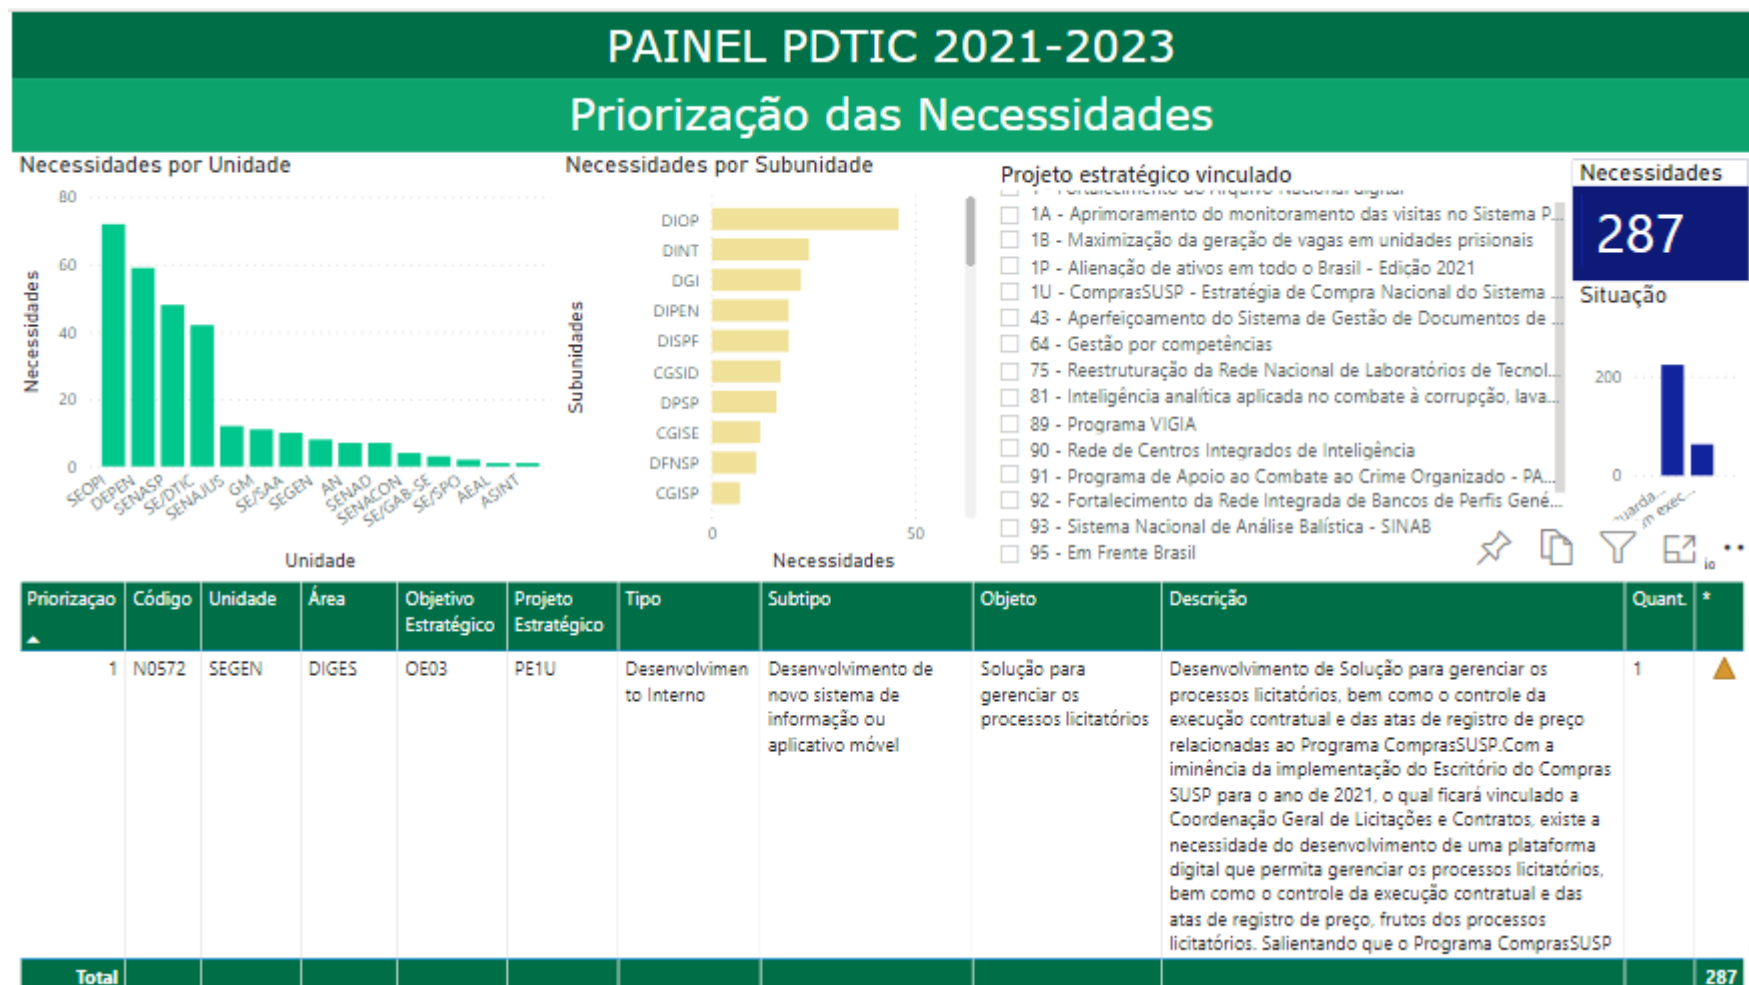 PAINEL PDTIC 2021-2023
Priorização das Necessidades
Necessidades por Unidade
80
60
40
20
0
Necessidades
SEOPI
DEPEN
SENASP
SE/DTIC
SENAJUS
GM
SE/SAA
SEGEN
AN
SENAD
SENACON
SE/GAB-SE
SE/SPO
AEAL
ASINT
Unidade
Necessidades por Subunidade
Subunidades
DIOP
DINT
DGI
DIPEN
DISPF
CGSID
DPSP
CGISE
DFNSP
CGISP
0
50
Necessidades
Projeto estratégico vinculado
1A - Aprimoramento do monitoramento das visitas no Sistema P...
1B - Maximização da geração de vagas em unidades prisionais
1P - Alienação de ativos em todo o Brasil - Edição 2021
1U - ComprasSUSP - Estratégia de Compra Nacional do Sistema ...
43 - Aperfeiçoamento do Sistema de Gestão de Documentos de ...
64 - Gestão por competências
75 - Reestruturação da Rede Nacional de Laboratórios de Tecnol...
81 - Inteligência analítica aplicada no combate à corrupção, lava...
89 - Programa VIGIA
90 - Rede de Centros Integrados de Inteligência
91 - Programa de Apoio ao Combate ao Crime Organizado - PA...
92 - Fortalecimento da Rede Integrada de Bancos de Perfis Gené...
93 - Sistema Nacional de Análise Balística - SINAB
95 - Em Frente Brasil
Necessidades
287
Situação
200
0
Priorizaçao Código Unidade Área Objetivo Estratégico Projeto Estratégico Tipo Subtipo Objeto Descrição Quant. *
1 N0572 SEGEN DIGES OE03 PE1U
Desenvolvimen
to Interno
Desenvolvimento de
novo sistema de
informação ou
aplicativo móvel
Solução para
gerenciar os
processos licitatórios
Desenvolvimento de Solução para gerenciar os
processos licitatórios, bem como o controle da
execução contratual e das atas de registro de preço
relacionadas ao Programa ComprasSUSP.Com a
iminência da implementação do Escritório do Compras
SUSP para o ano de 2021, o qual ficará vinculado a
Coordenação Geral de Licitações e Contratos, existe a
necessidade do desenvolvimento de uma plataforma
digital que permita gerenciar os processos licitatórios,
bem como o controle da execução contratual e das
atas de registro de preço, frutos dos processos
licitatórios. Salientando que o Programa ComprasSUSP
1
Total 287